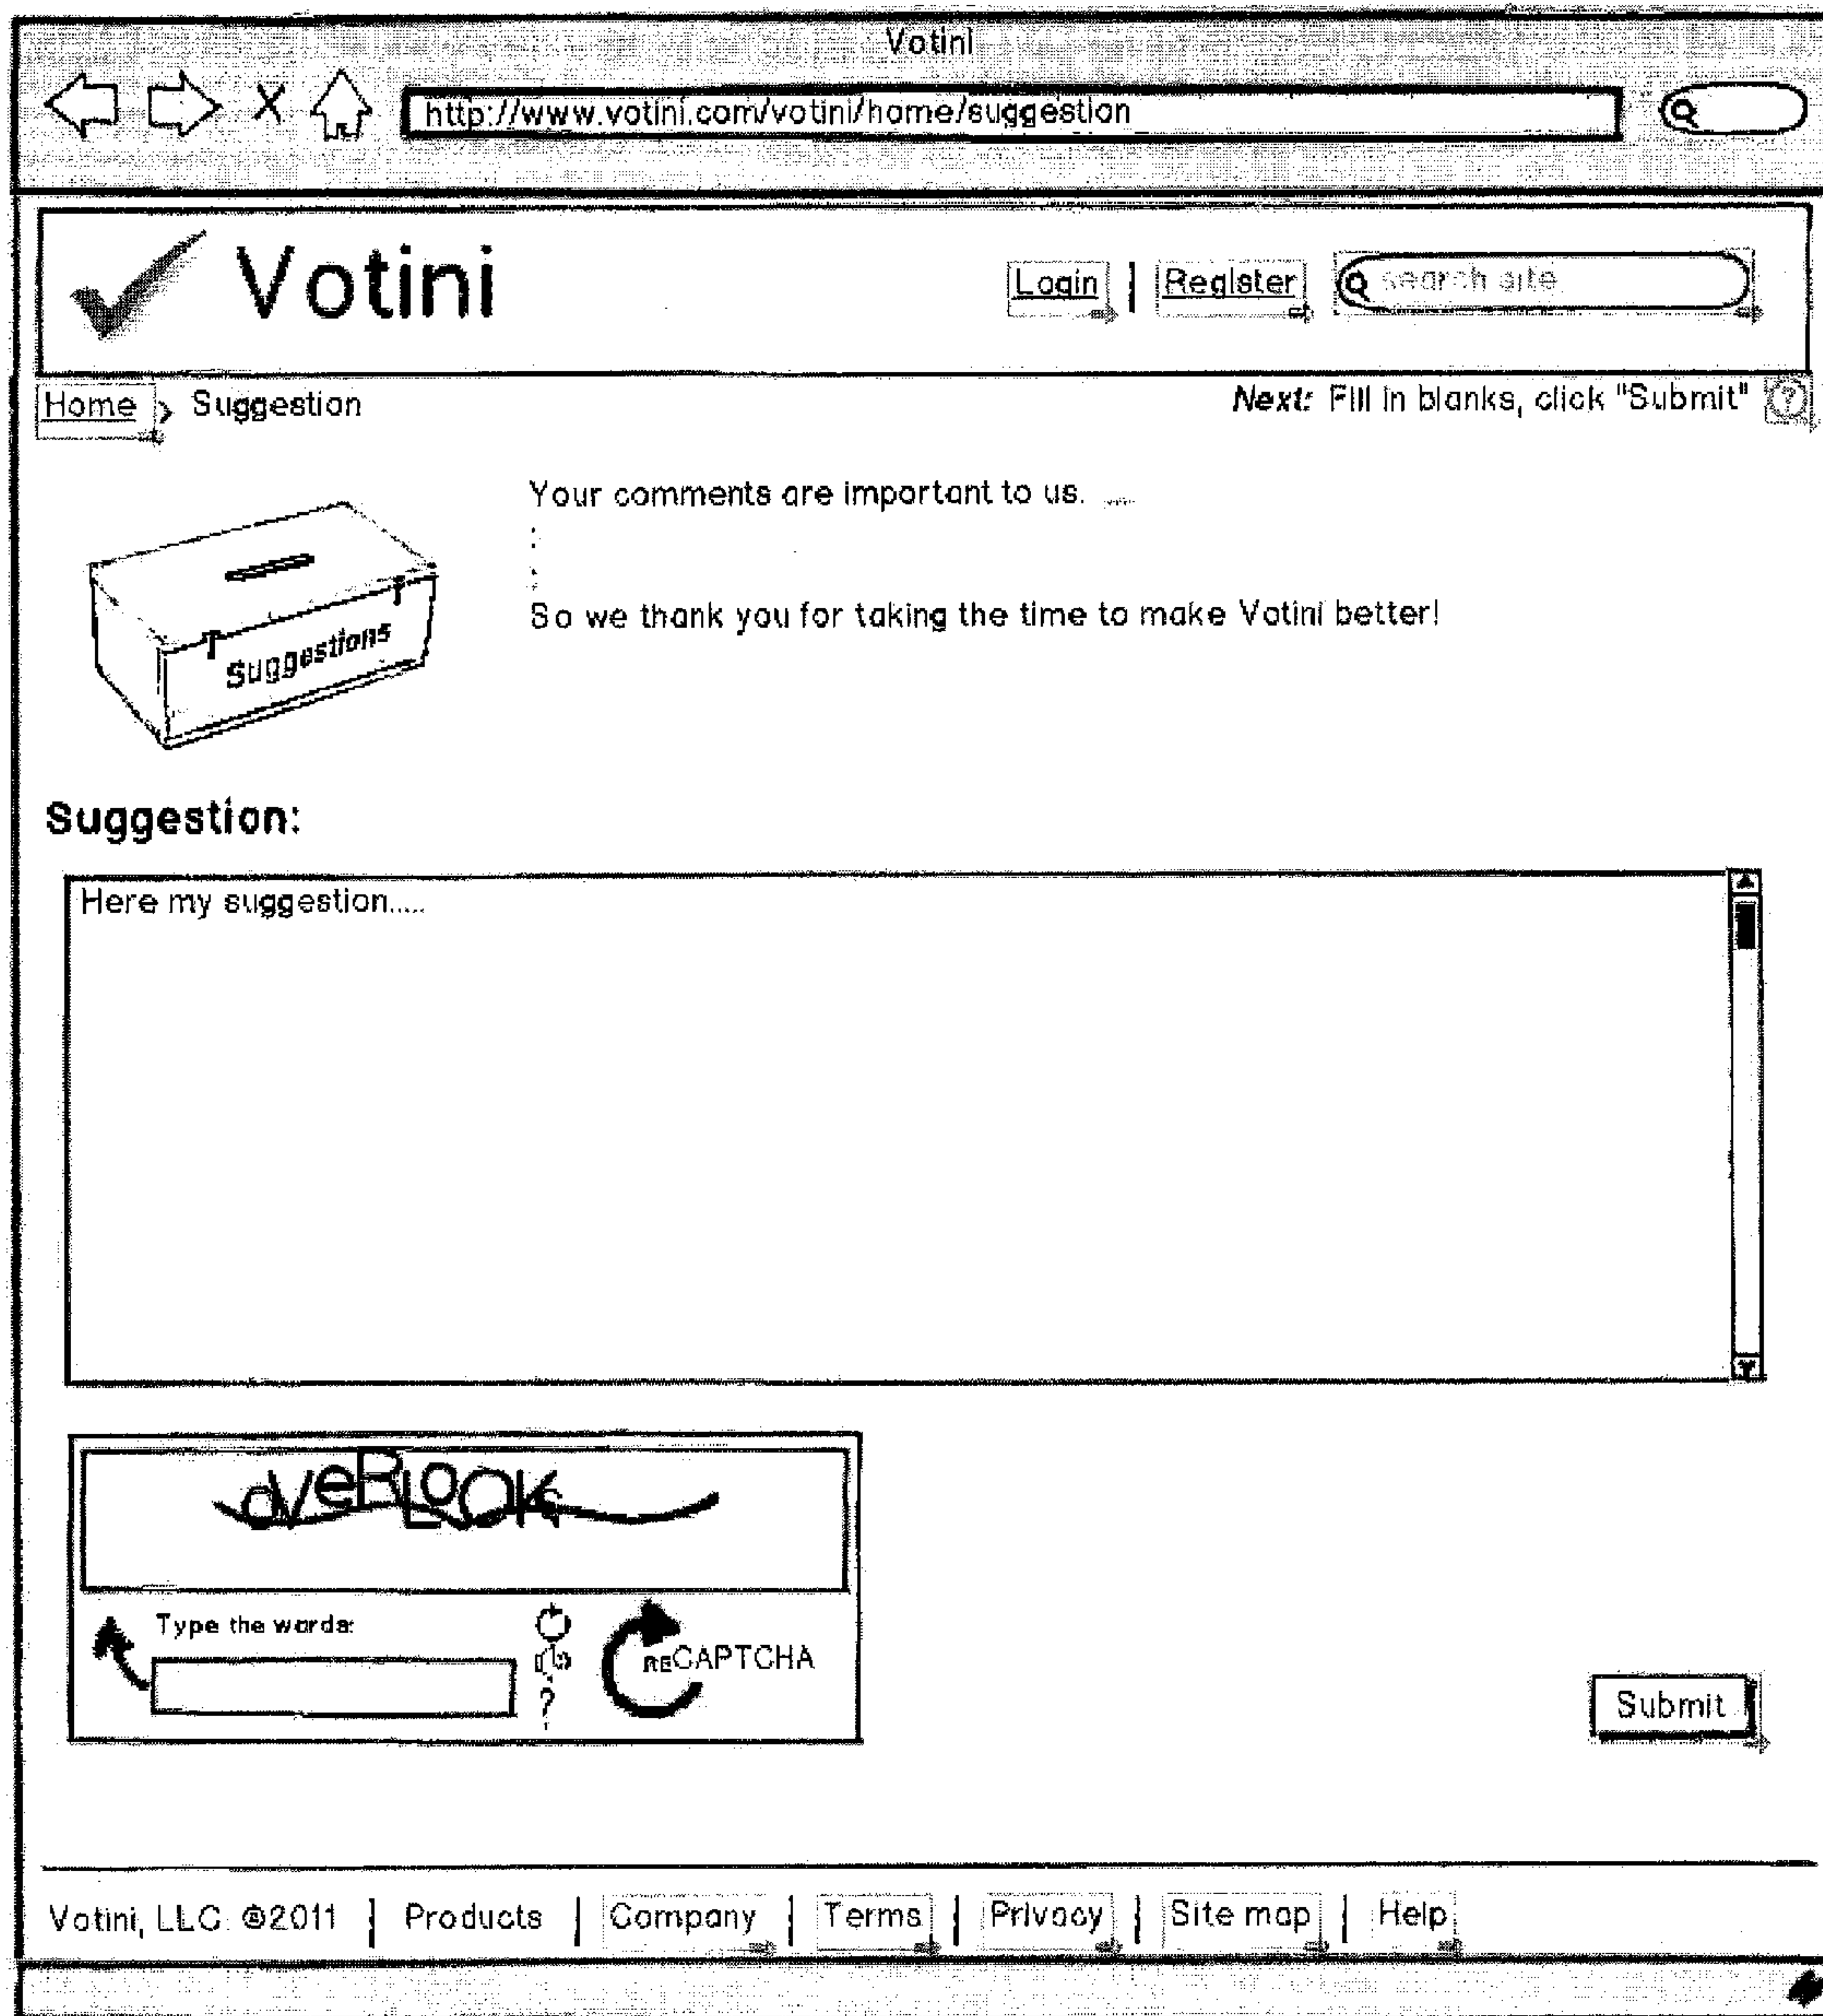 Votini
http://www.votini.com/votini/home/suggestion
Votini
Login | Register search site
Home > Suggestion
Next: Fill in blanks, click "Submit" ?
Your comments are important to us. ....
:
:
So we thank you for taking the time to make Votini better!
Suggestions
Suggestion:
Here my suggestion.....
oVeRLOOK
Type the words:
?
RECAPTCHA
Submit
Votini, LLC. ©2011 | Products | Company | Terms | Privacy | Site map | Help